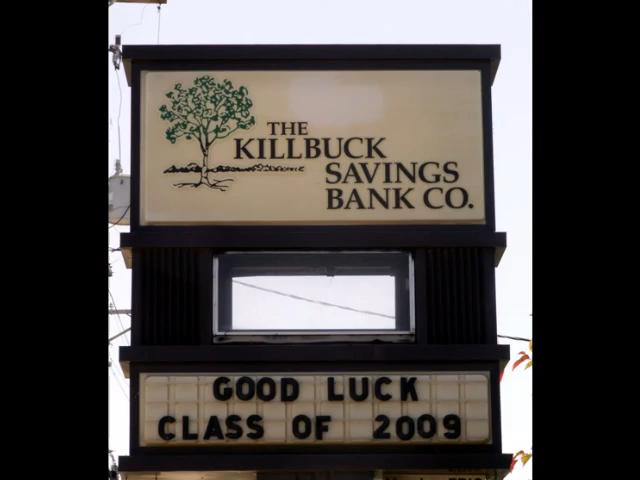 THE
KILLBUCK
SAVINGS
BANK CO.
GOOD LUCK
CLASS OF 2009